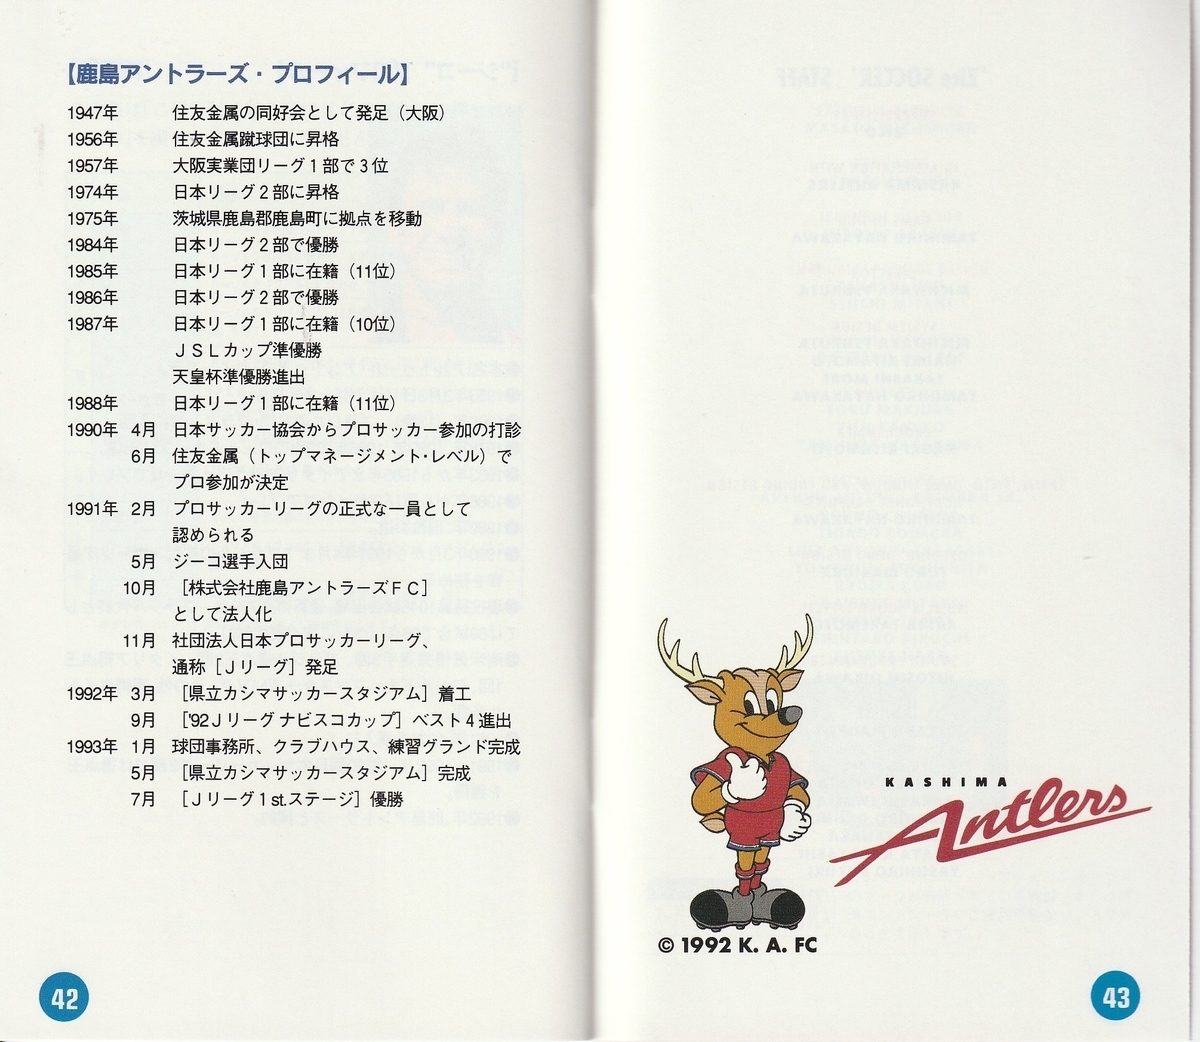 【鹿島アントラーズ・プロフィール】
1947年 住友金属の同好会として発足（大阪）
1956年 住友金属蹴球団に昇格
1957年 大阪実業団リーグ１部で３位
1974年 日本リーグ２部に昇格
1975年 茨城県鹿島郡鹿島町に拠点を移動
1984年 日本リーグ２部で優勝
1985年 日本リーグ１部に在籍（11位）
1986年 日本リーグ２部で優勝
1987年 日本リーグ１部に在籍（10位）
ＪＳＬカップ準優勝
天皇杯準優勝進出
1988年 日本リーグ１部に在籍（11位）
1990年 4月 日本サッカー協会からプロサッカー参加の打診
6月 住友金属（トップマネージメント・レベル）で
プロ参加が決定
1991年 2月 プロサッカーリーグの正式な一員として
認められる
5月 ジーコ選手入団
10月 ［株式会社鹿島アントラーズＦＣ］
として法人化
11月 社団法人日本プロサッカーリーグ、
通称［Ｊリーグ］発足
1992年 3月 ［県立カシマサッカースタジアム］着工
9月 ［'92Ｊリーグ ナビスコカップ］ベスト４進出
1993年 1月 球団事務所、クラブハウス、練習グランド完成
5月 ［県立カシマサッカースタジアム］完成
7月 ［Ｊリーグ１st.ステージ］優勝
42
KASHIMA
Antlers
© 1992 K. A. FC
43